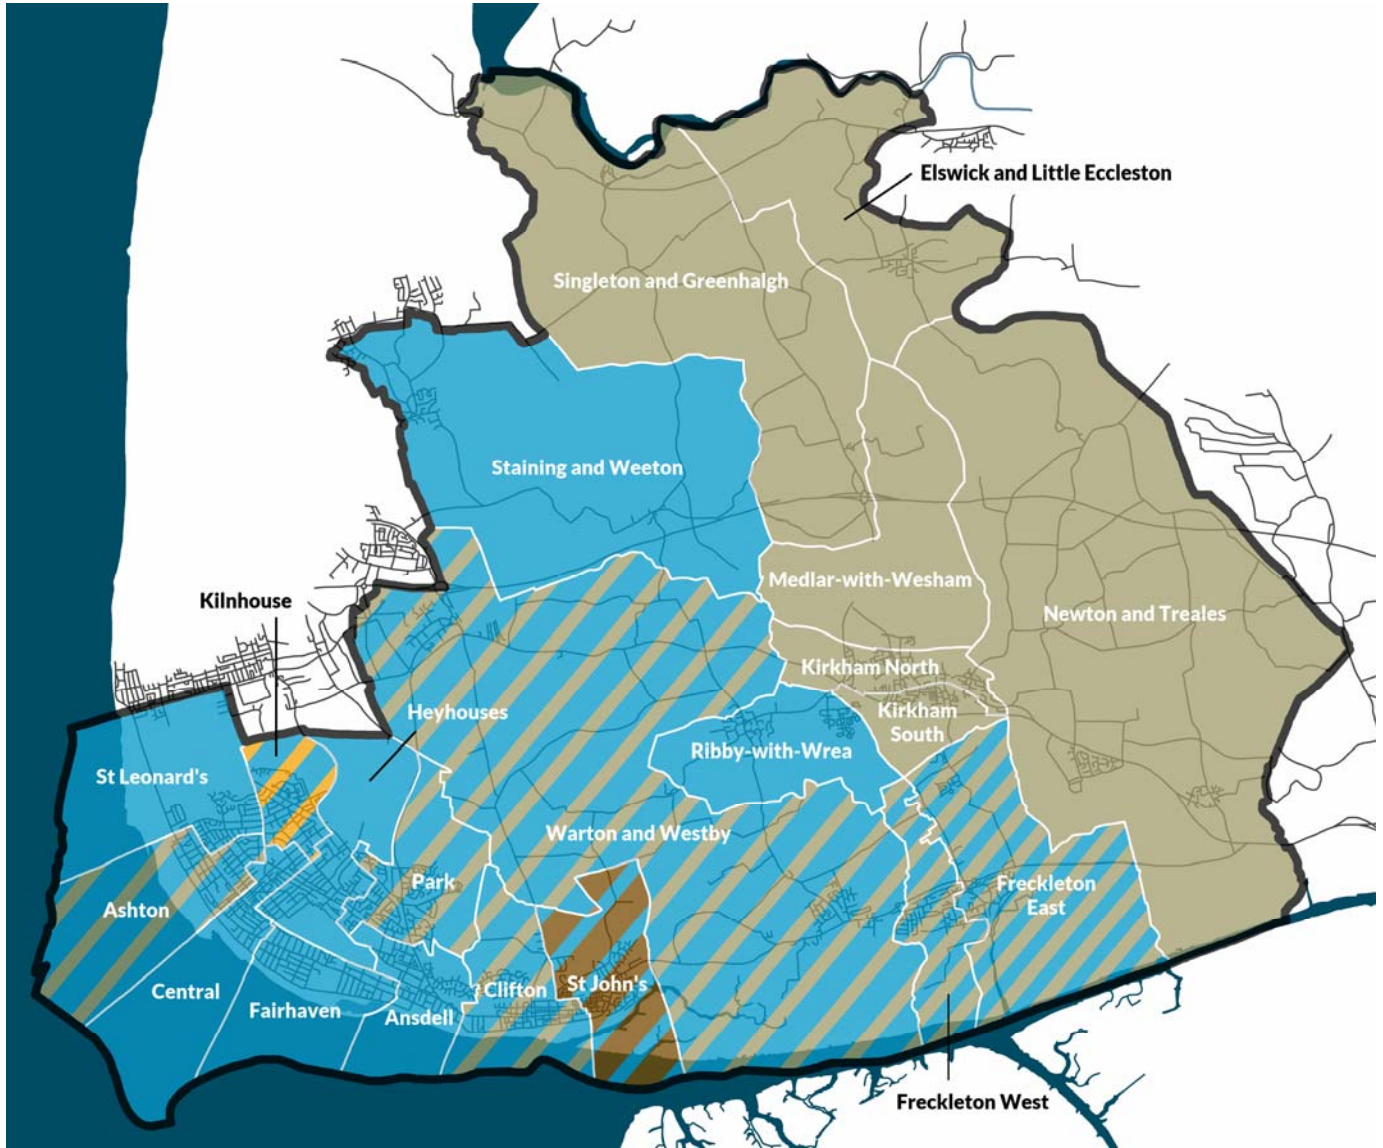 Elswick and Little Eccleston
Singleton and Greenhalgh
Staining and Weeton
Medlar-with-Wesham
Kilnhouse
Newton and Treales
Kirkham North
Heyhouses
Kirkham
South
Ribby-with-Wrea
St Leonard's
Warton and Westby
Park
Freckleton
East
Ashton
Central
Clifton
St John's
Fairhaven
Ansdell
Freckleton West